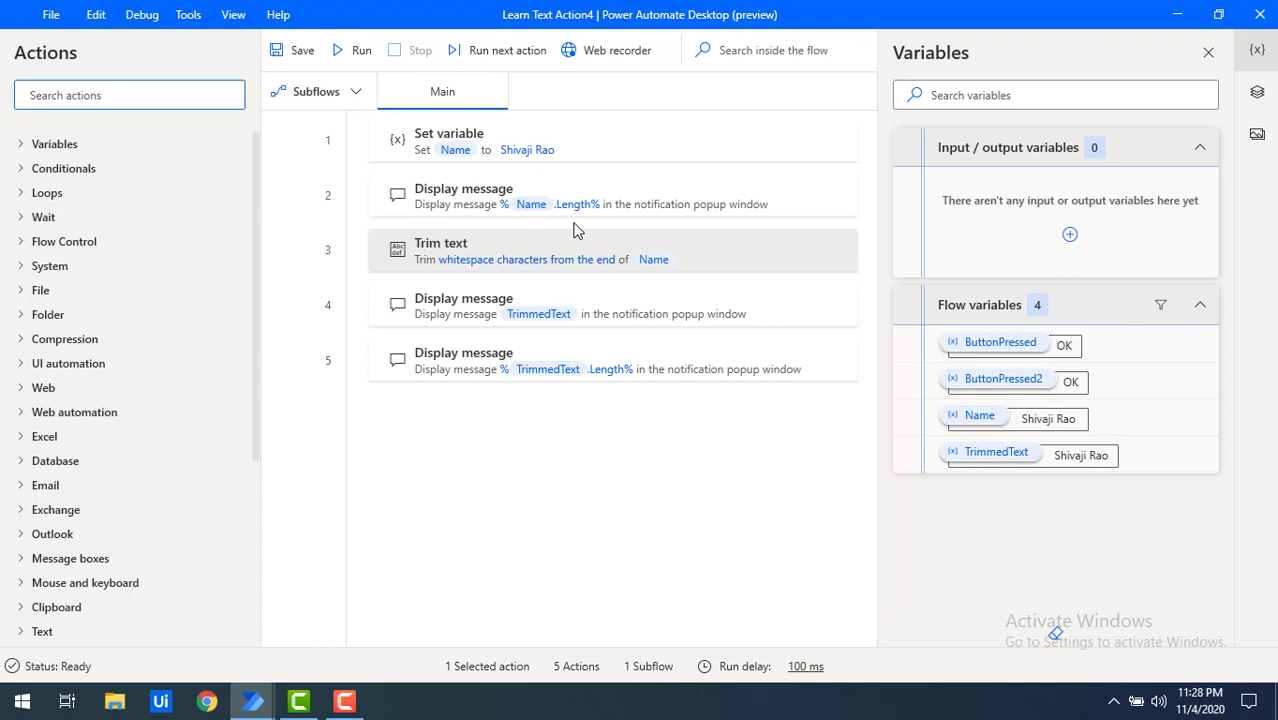 File Edit Debug Tools View Help Learn Text Action4 | Power Automate Desktop (preview)
Actions
Search actions
Variables
Conditionals
Loops
Wait
Flow Control
System
File
Folder
Compression
UI automation
Web
Web automation
Excel
Database
Email
Exchange
Outlook
Message boxes
Mouse and keyboard
Clipboard
Text
Save Run Stop Run next action Web recorder Search inside the flow
Subflows Main
1 Set variable
Set Name to Shivaji Rao
2 Display message
Display message % Name .Length% in the notification popup window
3 Trim text
Trim whitespace characters from the end of Name
4 Display message
Display message TrimmedText in the notification popup window
5 Display message
Display message % TrimmedText .Length% in the notification popup window
Variables
{x}
Search variables
Input / output variables 0
There aren't any input or output variables here yet
Flow variables 4
(x) ButtonPressed OK
(x) ButtonPressed2 OK
(x) Name Shivaji Rao
(x) TrimmedText Shivaji Rao
Activate Windows
Go to Settings to activate Windows.
Status: Ready 1 Selected action 5 Actions 1 Subflow Run delay: 100 ms
11:28 PM
11/4/2020